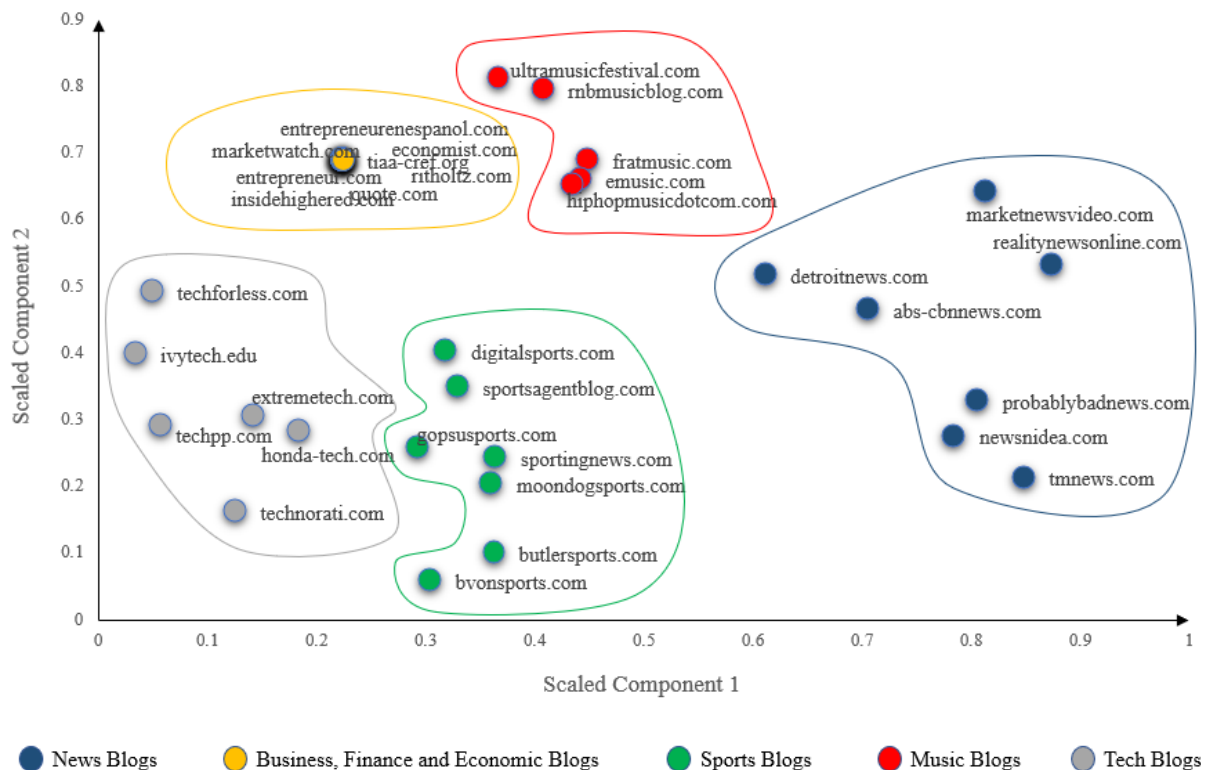 0.9
0.8
0.7
0.6
0.5
0.4
0.3
0.2
0.1
0
Scaled Component 2
ultramusicfestival.com
rnbmusicblog.com
entrepreneurenespanol.com
marketwatch.com
economist.com
tiaa-cref.org
entrepreneur.com
ritholtz.com
insidehighered.com
quote.com
fratmusic.com
emusic.com
hiphopmusicdotcom.com
marketnewsvideo.com
realitynewsonline.com
detroitnews.com
abs-cbnnews.com
techforless.com
ivytech.edu
digitalsports.com
sportsagentblog.com
extremetech.com
probablybadnews.com
techpp.com
gopsusports.com
newsnidea.com
honda-tech.com
sportingnews.com
moondogsports.com
tmnews.com
technorati.com
butlersports.com
bvonsports.com
0 0.1 0.2 0.3 0.4 0.5 0.6 0.7 0.8 0.9 1
Scaled Component 1
News Blogs Business, Finance and Economic Blogs Sports Blogs Music Blogs Tech Blogs